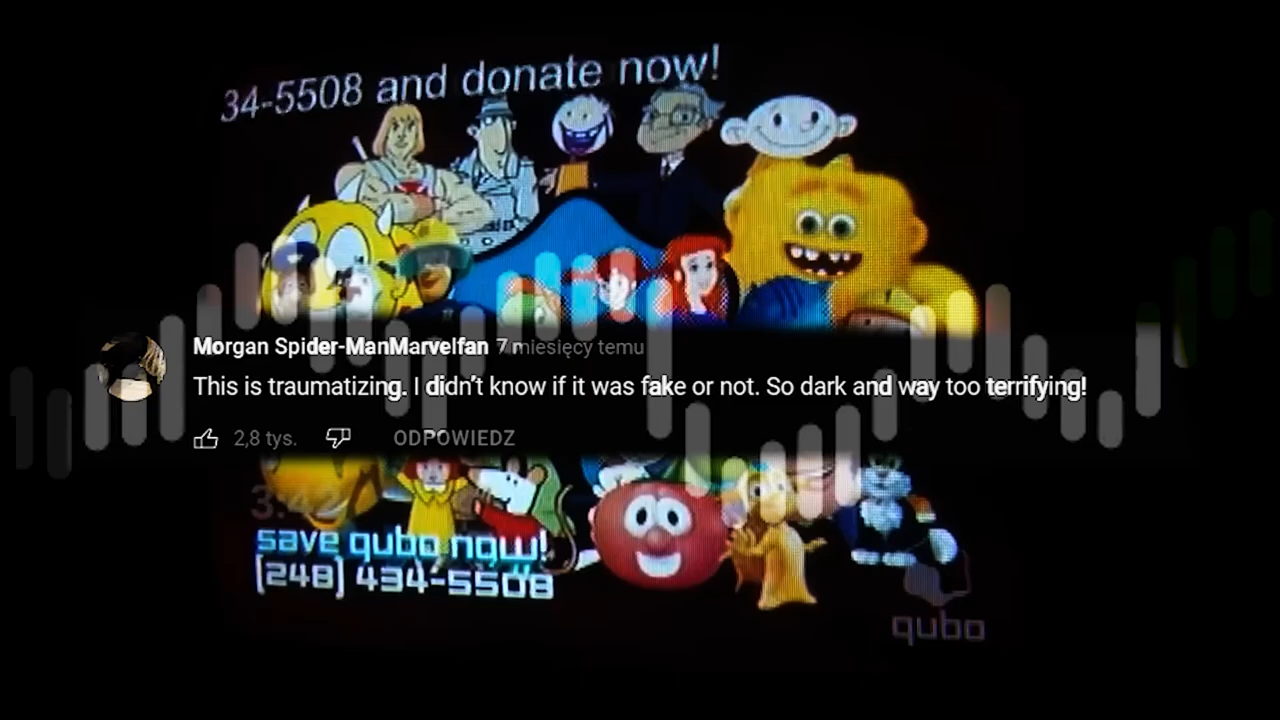 34-5508 and donate now!
Morgan Spider-ManMarvelfan 7 miesięcy temu
This is traumatizing. I didn't know if it was fake or not. So dark and way too terrifying!
2,8 tys.
ODPOWIEDZ
save qubo now!
(248) 434-5508
qubo